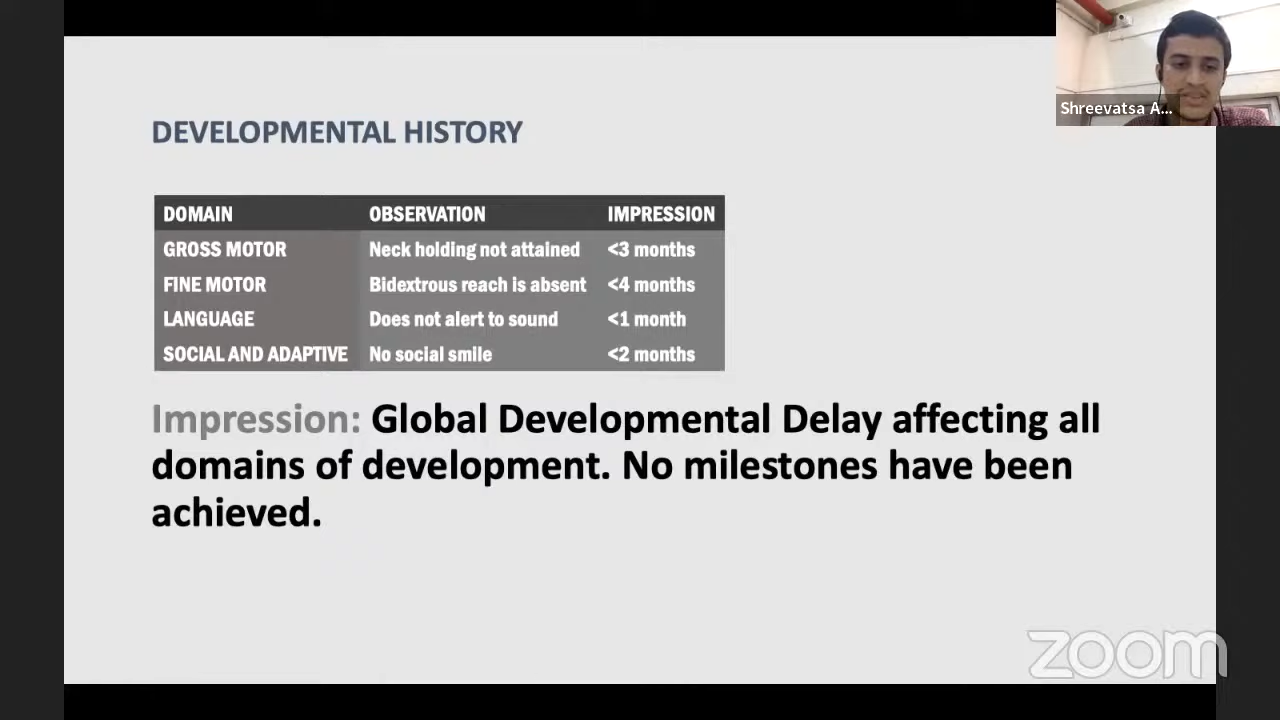 Shreevatsa A...
DEVELOPMENTAL HISTORY
DOMAIN OBSERVATION IMPRESSION
GROSS MOTOR Neck holding not attained <3 months
FINE MOTOR Bidextrous reach is absent <4 months
LANGUAGE Does not alert to sound <1 month
SOCIAL AND ADAPTIVE No social smile <2 months
Impression: Global Developmental Delay affecting all
domains of development. No milestones have been
achieved.
zoom